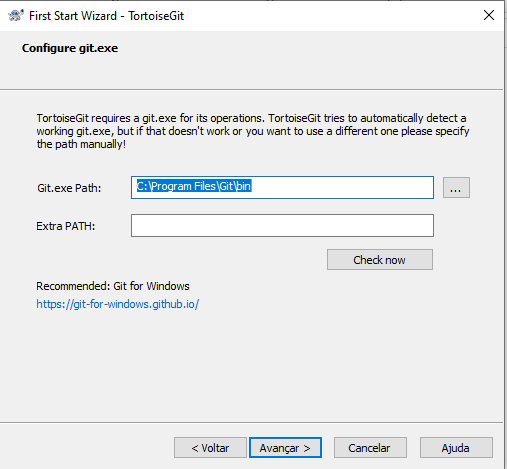 First Start Wizard - TortoiseGit
Configure git.exe
TortoiseGit requires a git.exe for its operations. TortoiseGit tries to automatically detect a
working git.exe, but if that doesn't work or you want to use a different one please specify
the path manually!
Git.exe Path:
C:\Program Files\Git\bin
...
Extra PATH:
Check now
Recommended: Git for Windows
https://git-for-windows.github.io/
< Voltar
Avançar >
Cancelar
Ajuda